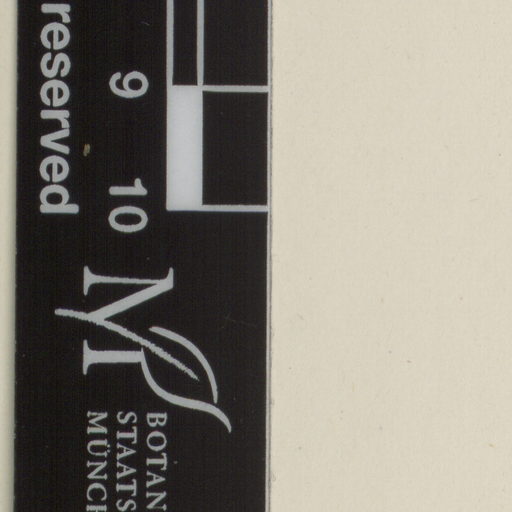 reserved
9
10
M
BOTAN
STAATS
MÜNCH